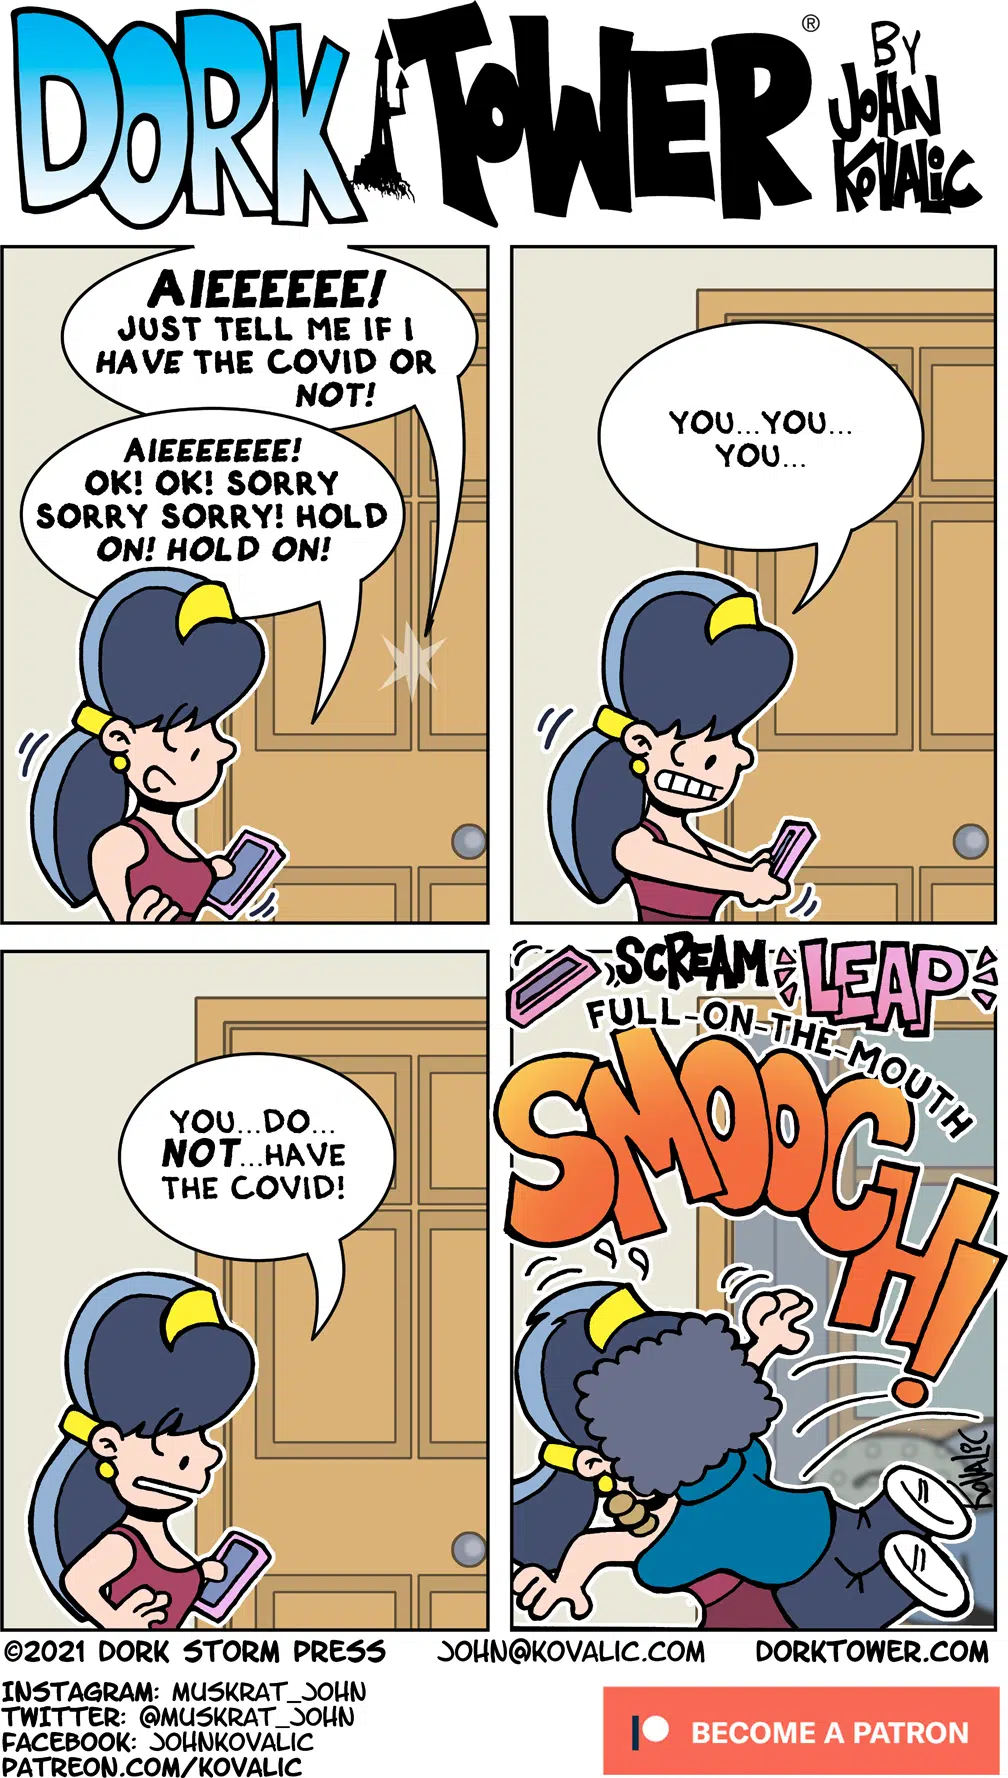 DORK TOWER®
BY
JOHN
KOVALIC
AIEEEEEE!
JUST TELL ME IF I
HAVE THE COVID OR
NOT!
AIEEEEEEE!
OK! OK! SORRY
SORRY SORRY! HOLD
ON! HOLD ON!
YOU...YOU...
YOU...
YOU...DO...
NOT...HAVE
THE COVID!
SCREAM LEAP
FULL-ON-THE-MOUTH
SMOOCH!
KOVALIC
©2021 DORK STORM PRESS JOHN@KOVALIC.COM DORKTOWER.COM
INSTAGRAM: MUSKRAT_JOHN
TWITTER: @MUSKRAT_JOHN
FACEBOOK: JOHNKOVALIC
PATREON.COM/KOVALIC
BECOME A PATRON